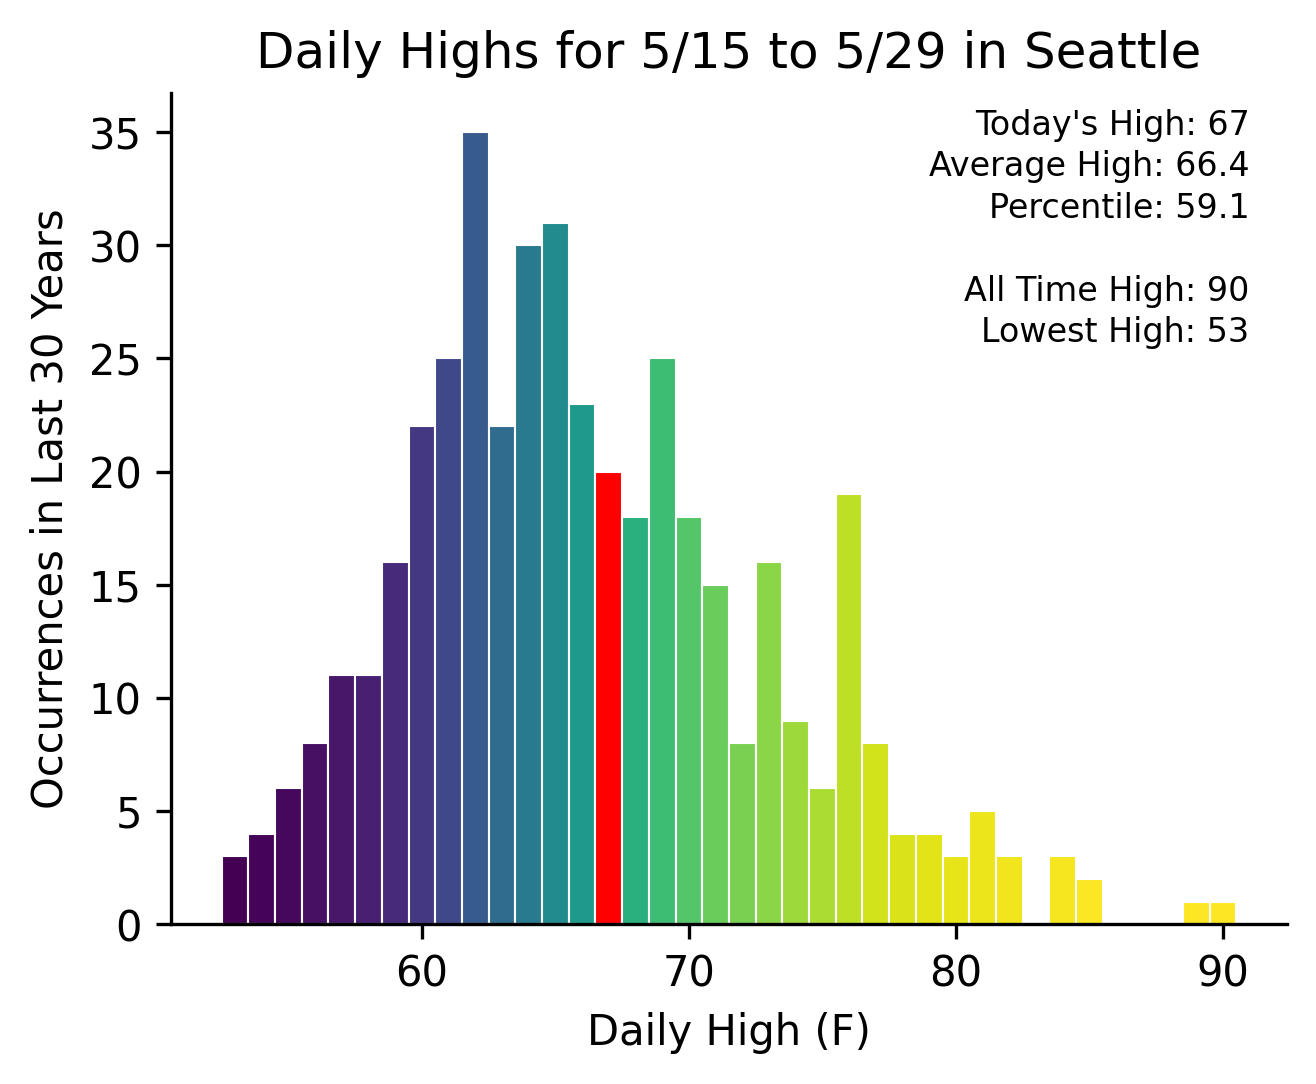 Daily Highs for 5/15 to 5/29 in Seattle
Today's High: 67
Average High: 66.4
Percentile: 59.1
All Time High: 90
Lowest High: 53
Occurrences in Last 30 Years
35
30
25
20
15
10
5
0
60
70
80
90
Daily High (F)